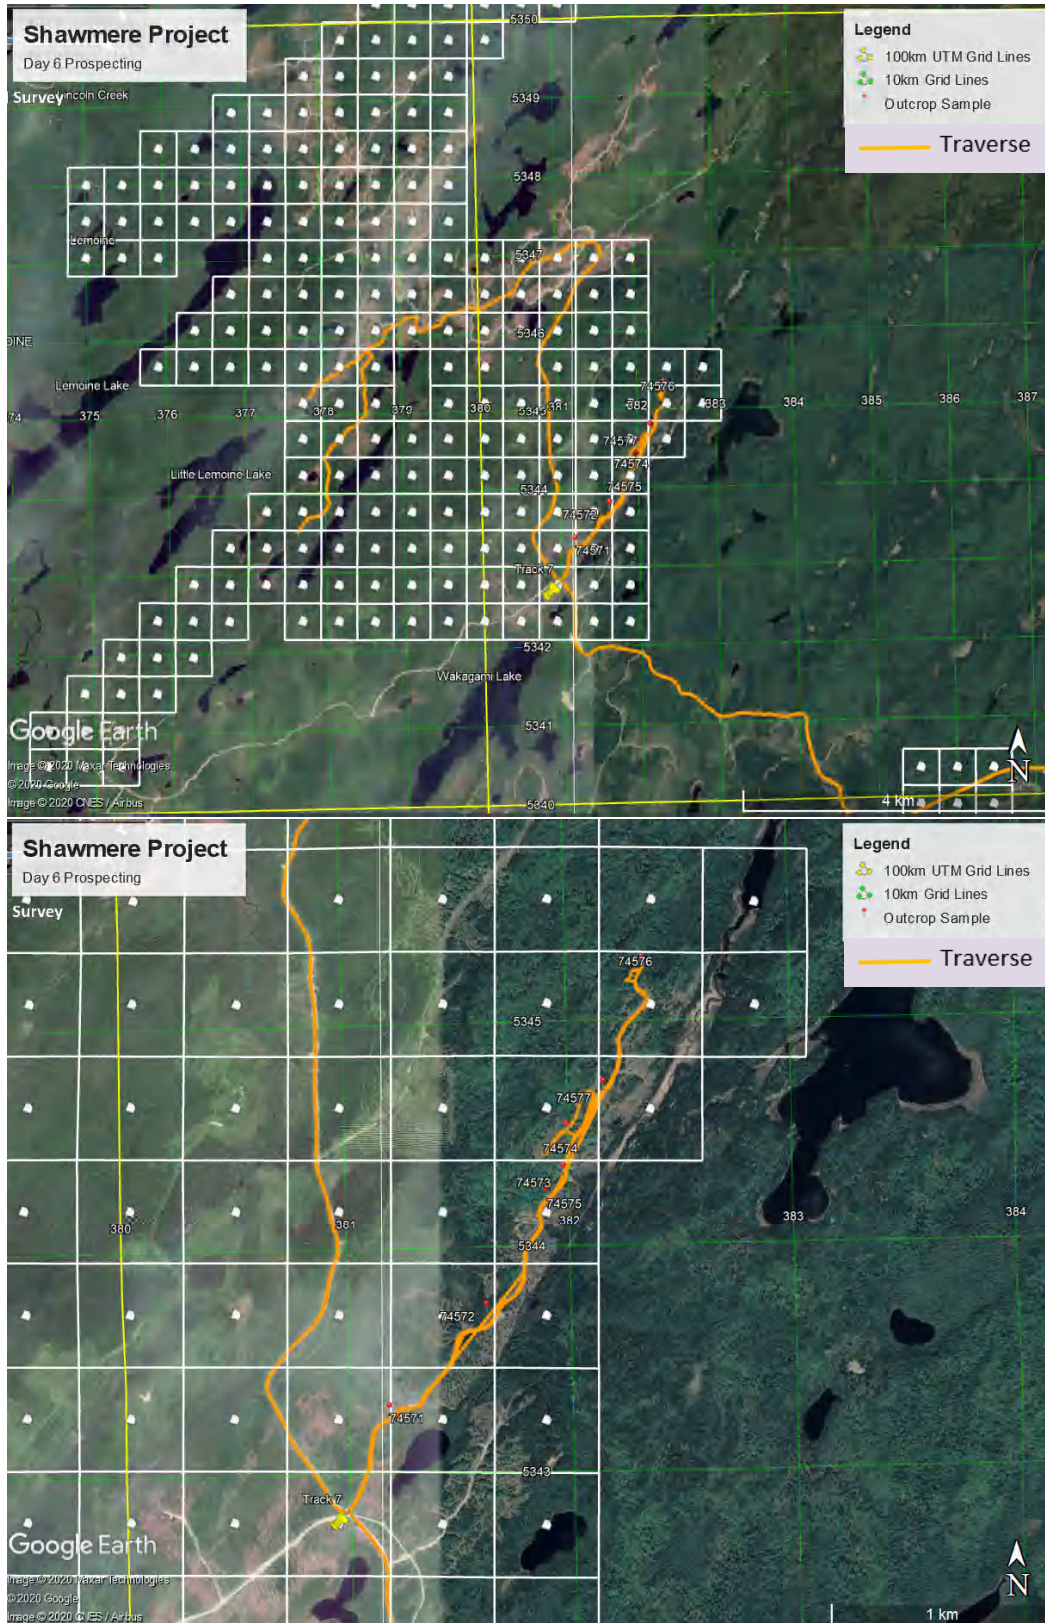 Shawmere Project
Day 6 Prospecting
Survey
Legend
100km UTM Grid Lines
10km Grid Lines
Outcrop Sample
Traverse
5350
5349
5348
5347
5346
5344
5342
5341
5340
Lemoine
Lemoine Lake
Little Lemoine Lake
Wakagami Lake
375
376
377
378
379
380
381
382
383
384
385
386
387
74576
74577
74574
74575
74572
74571
Track 7
Google Earth
Image © 2020 Maxar Technologies
© 2020 Google
Image © 2020 CNES / Airbus
4 km
N
Shawmere Project
Day 6 Prospecting
Survey
Legend
100km UTM Grid Lines
10km Grid Lines
Outcrop Sample
Traverse
74576
5345
74577
74574
74573
74575
382
380
381
383
384
5344
74572
74571
5343
Track 7
Google Earth
Image © 2020 Maxar Technologies
© 2020 Google
Image © 2020 CNES / Airbus
1 km
N